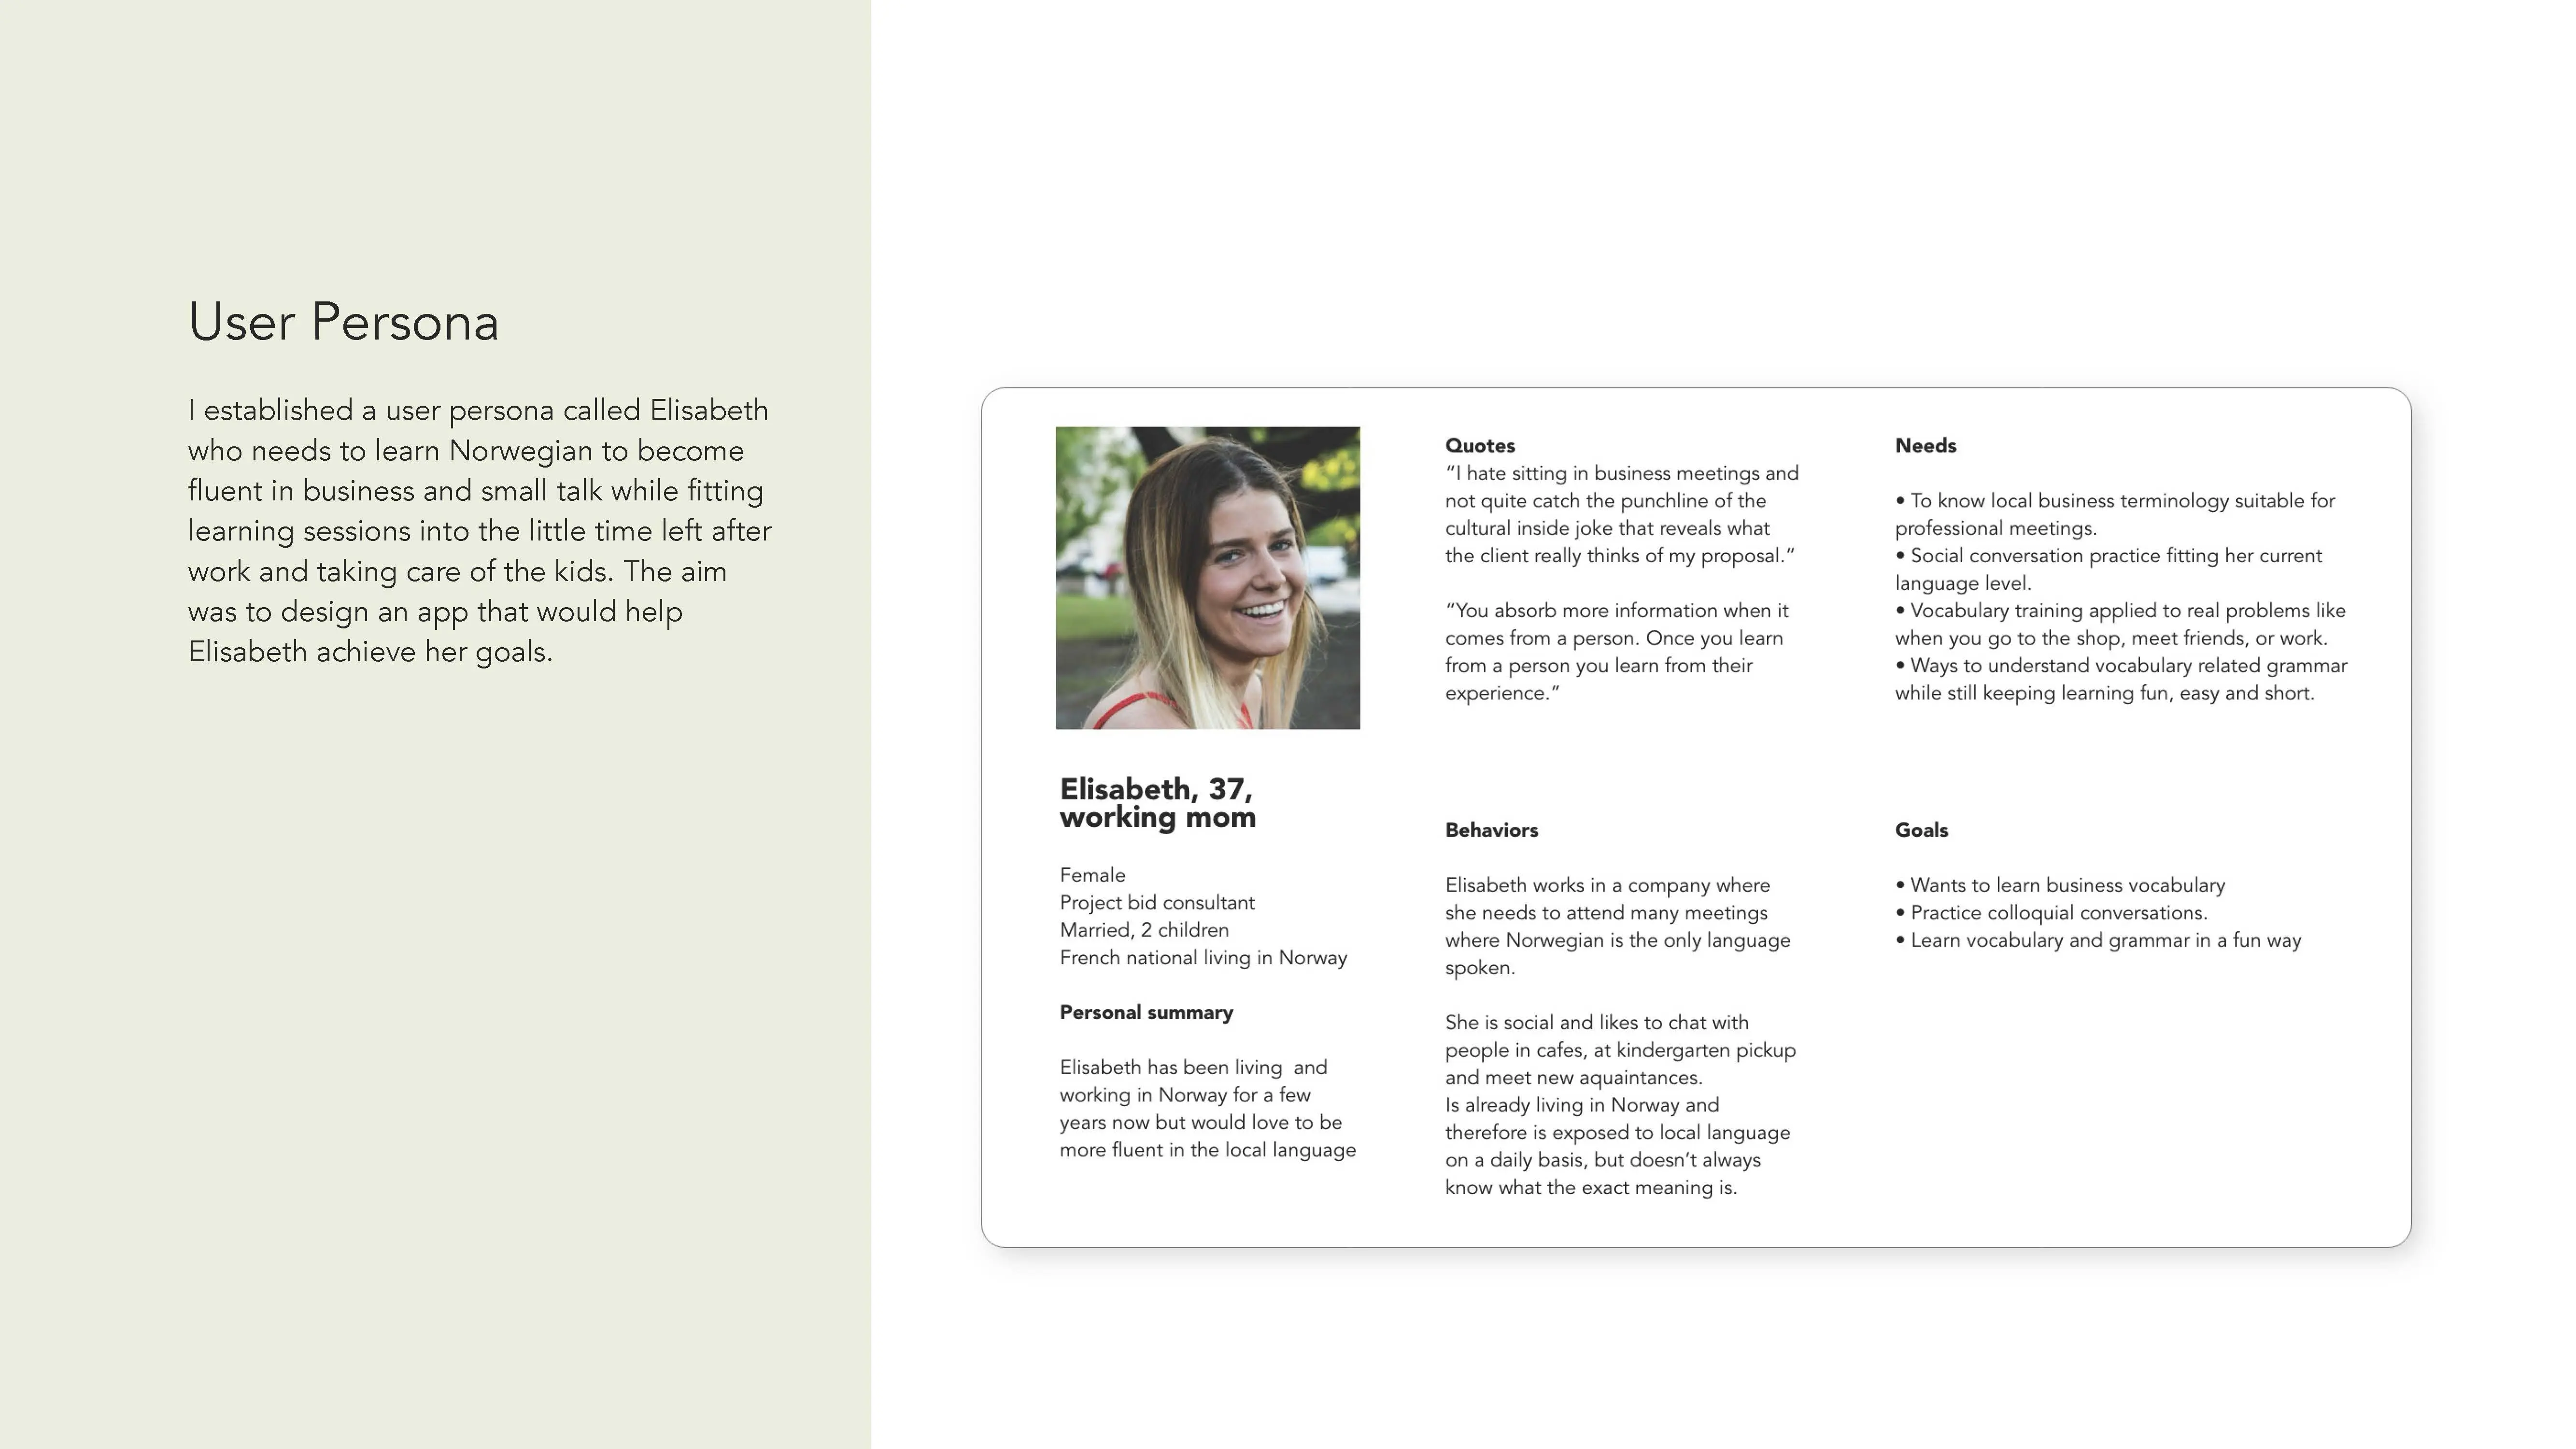 User Persona
I established a user persona called Elisabeth
who needs to learn Norwegian to become
fluent in business and small talk while fitting
learning sessions into the little time left after
work and taking care of the kids. The aim
was to design an app that would help
Elisabeth achieve her goals.
Elisabeth, 37,
working mom
Female
Project bid consultant
Married, 2 children
French national living in Norway
Personal summary
Elisabeth has been living  and
working in Norway for a few
years now but would love to be
more fluent in the local language
Quotes
“I hate sitting in business meetings and
not quite catch the punchline of the
cultural inside joke that reveals what
the client really thinks of my proposal.”
“You absorb more information when it
comes from a person. Once you learn
from a person you learn from their
experience.”
Behaviors
Elisabeth works in a company where
she needs to attend many meetings
where Norwegian is the only language
spoken.
She is social and likes to chat with
people in cafes, at kindergarten pickup
and meet new aquaintances.
Is already living in Norway and
therefore is exposed to local language
on a daily basis, but doesn’t always
know what the exact meaning is.
Needs
• To know local business terminology suitable for
professional meetings.
• Social conversation practice fitting her current
language level.
• Vocabulary training applied to real problems like
when you go to the shop, meet friends, or work.
• Ways to understand vocabulary related grammar
while still keeping learning fun, easy and short.
Goals
• Wants to learn business vocabulary
• Practice colloquial conversations.
• Learn vocabulary and grammar in a fun way